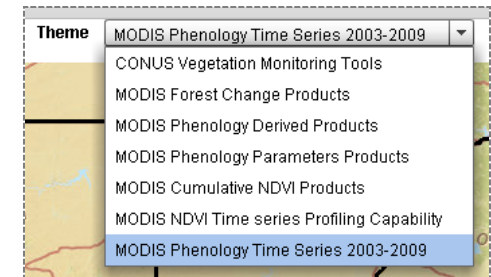 Theme MODIS Phenology Time Series 2003-2009
CONUS Vegetation Monitoring Tools
MODIS Forest Change Products
MODIS Phenology Derived Products
MODIS Phenology Parameters Products
MODIS Cumulative NDVI Products
MODIS NDVI Time series Profiling Capability
MODIS Phenology Time Series 2003-2009